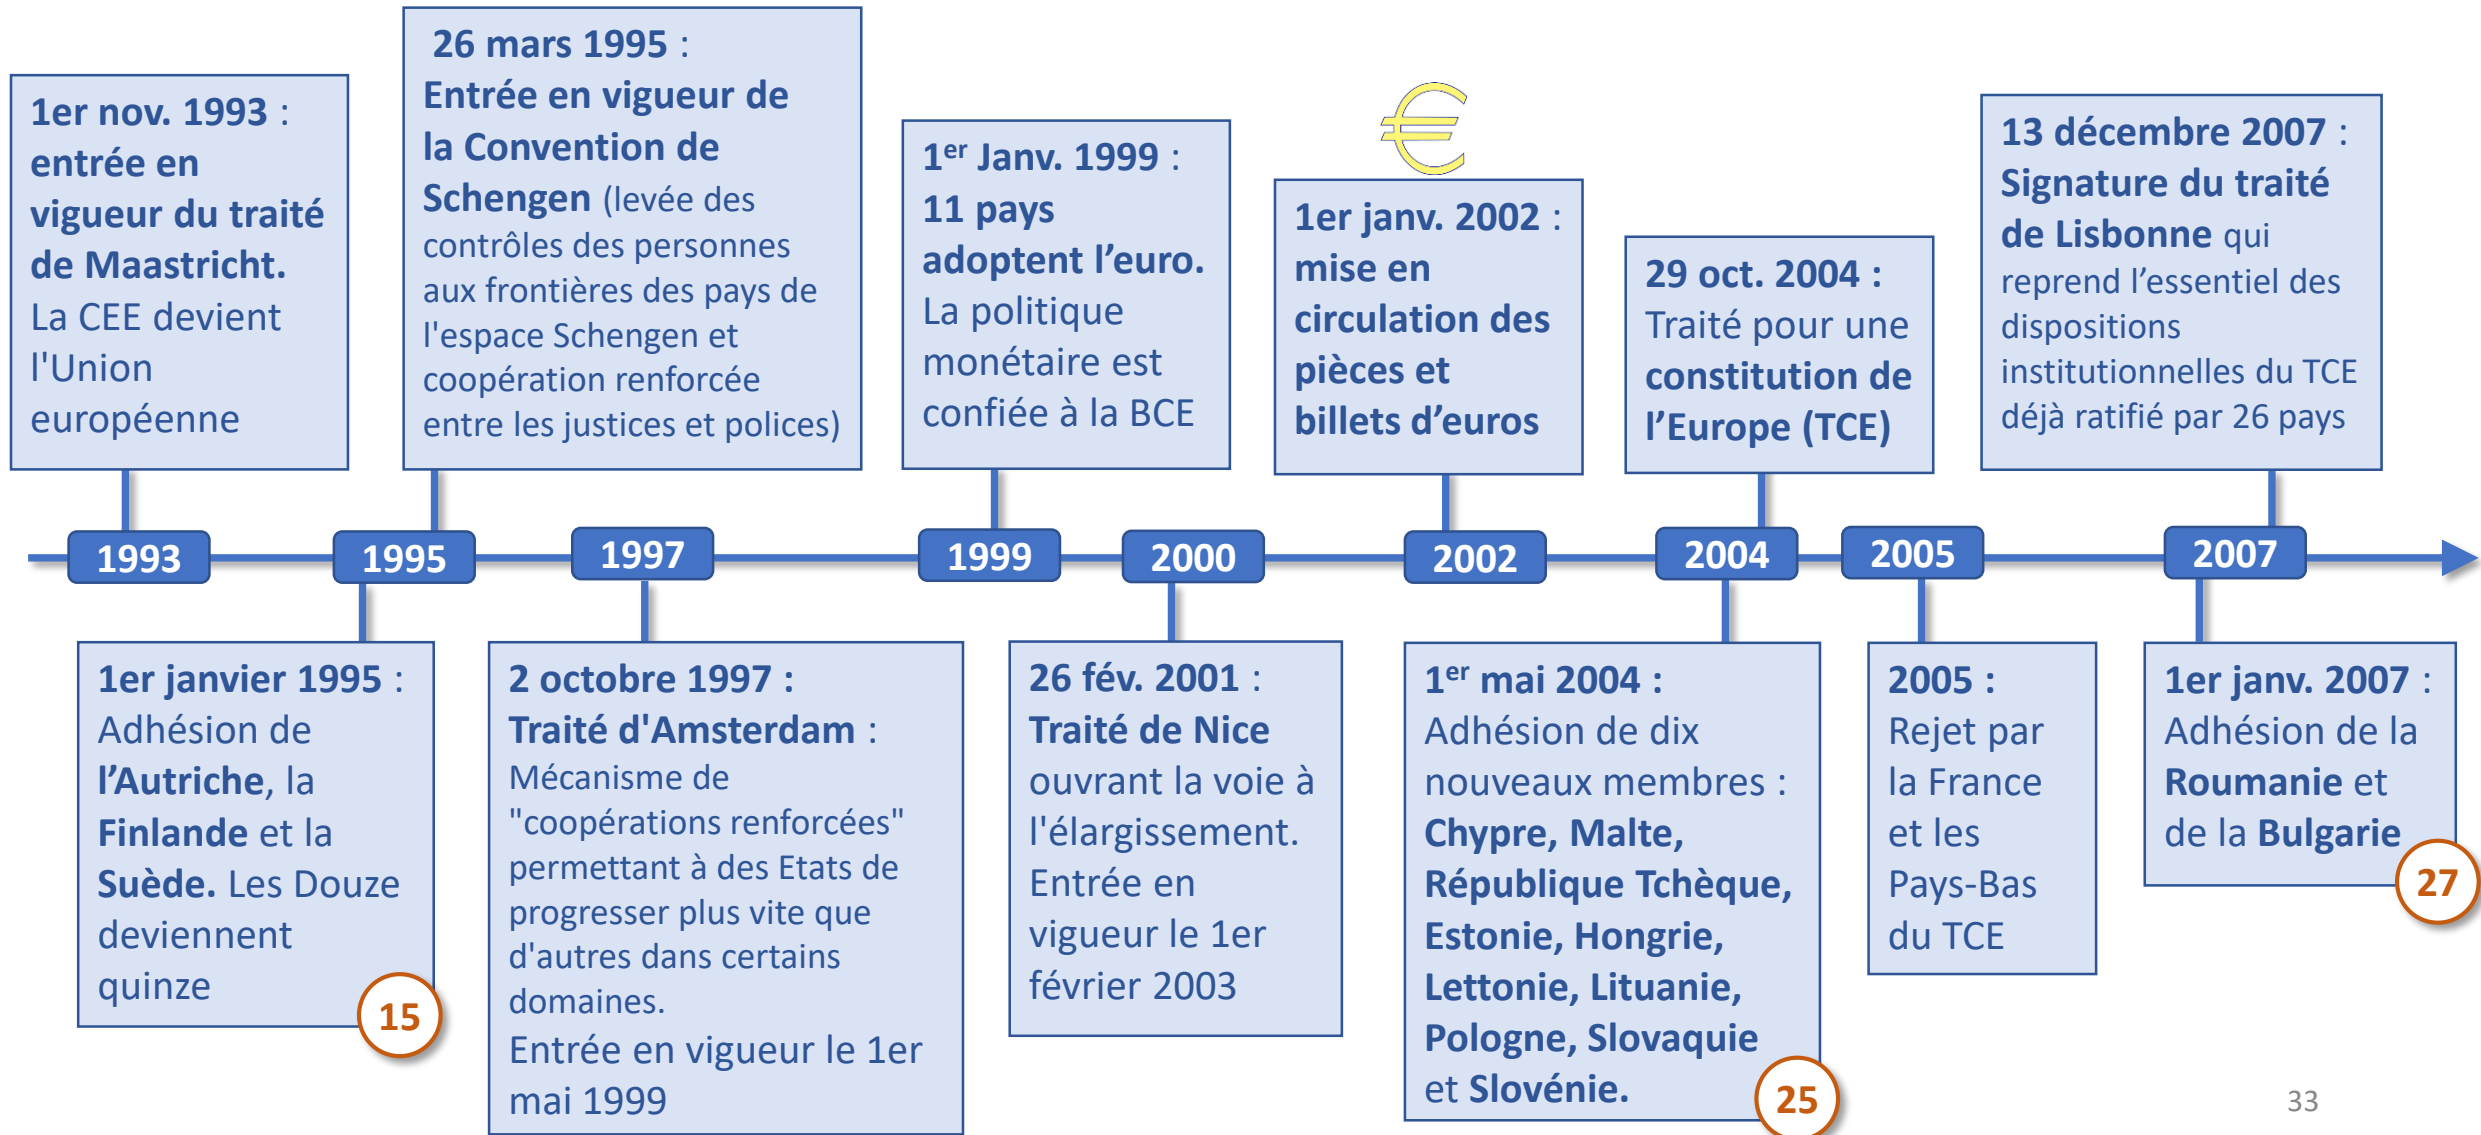 1er nov. 1993 :
entrée en
vigueur du traité
de Maastricht.
La CEE devient
l'Union
européenne
26 mars 1995 :
Entrée en vigueur de
la Convention de
Schengen (levée des
contrôles des personnes
aux frontières des pays de
l'espace Schengen et
coopération renforcée
entre les justices et polices)
1er Janv. 1999 :
11 pays
adoptent l’euro.
La politique
monétaire est
confiée à la BCE
€
1er janv. 2002 :
mise en
circulation des
pièces et
billets d’euros
29 oct. 2004 :
Traité pour une
constitution de
l’Europe (TCE)
13 décembre 2007 :
Signature du traité
de Lisbonne qui
reprend l’essentiel des
dispositions
institutionnelles du TCE
déjà ratifié par 26 pays
1993
1995
1997
1999
2000
2002
2004
2005
2007
1er janvier 1995 :
Adhésion de
l’Autriche, la
Finlande et la
Suède. Les Douze
deviennent
quinze
15
2 octobre 1997 :
Traité d'Amsterdam :
Mécanisme de
"coopérations renforcées"
permettant à des Etats de
progresser plus vite que
d'autres dans certains
domaines.
Entrée en vigueur le 1er
mai 1999
26 fév. 2001 :
Traité de Nice
ouvrant la voie à
l'élargissement.
Entrée en
vigueur le 1er
février 2003
1er mai 2004 :
Adhésion de dix
nouveaux membres :
Chypre, Malte,
République Tchèque,
Estonie, Hongrie,
Lettonie, Lituanie,
Pologne, Slovaquie
et Slovénie.
25
2005 :
Rejet par
la France
et les
Pays-Bas
du TCE
1er janv. 2007 :
Adhésion de la
Roumanie et
de la Bulgarie
27
33